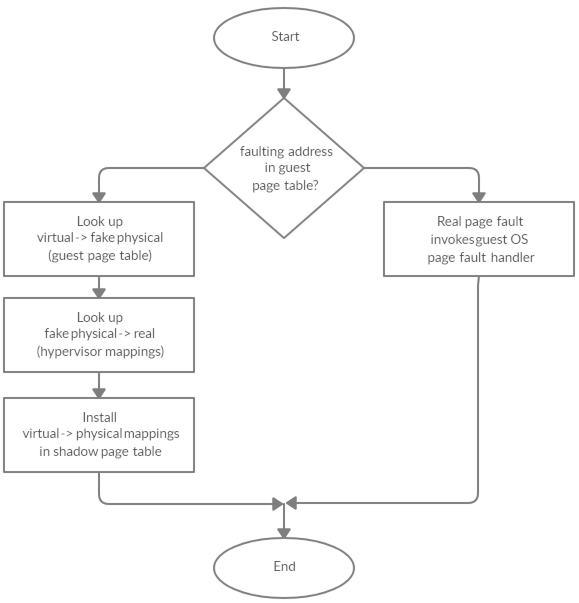 Start
faulting address
in guest
page table?
Look up
virtual -> fake physical
(guest page table)
Real page fault
invokes guest OS
page fault handler
Look up
fake physical -> real
(hypervisor mappings)
Install
virtual -> physical mappings
in shadow page table
End